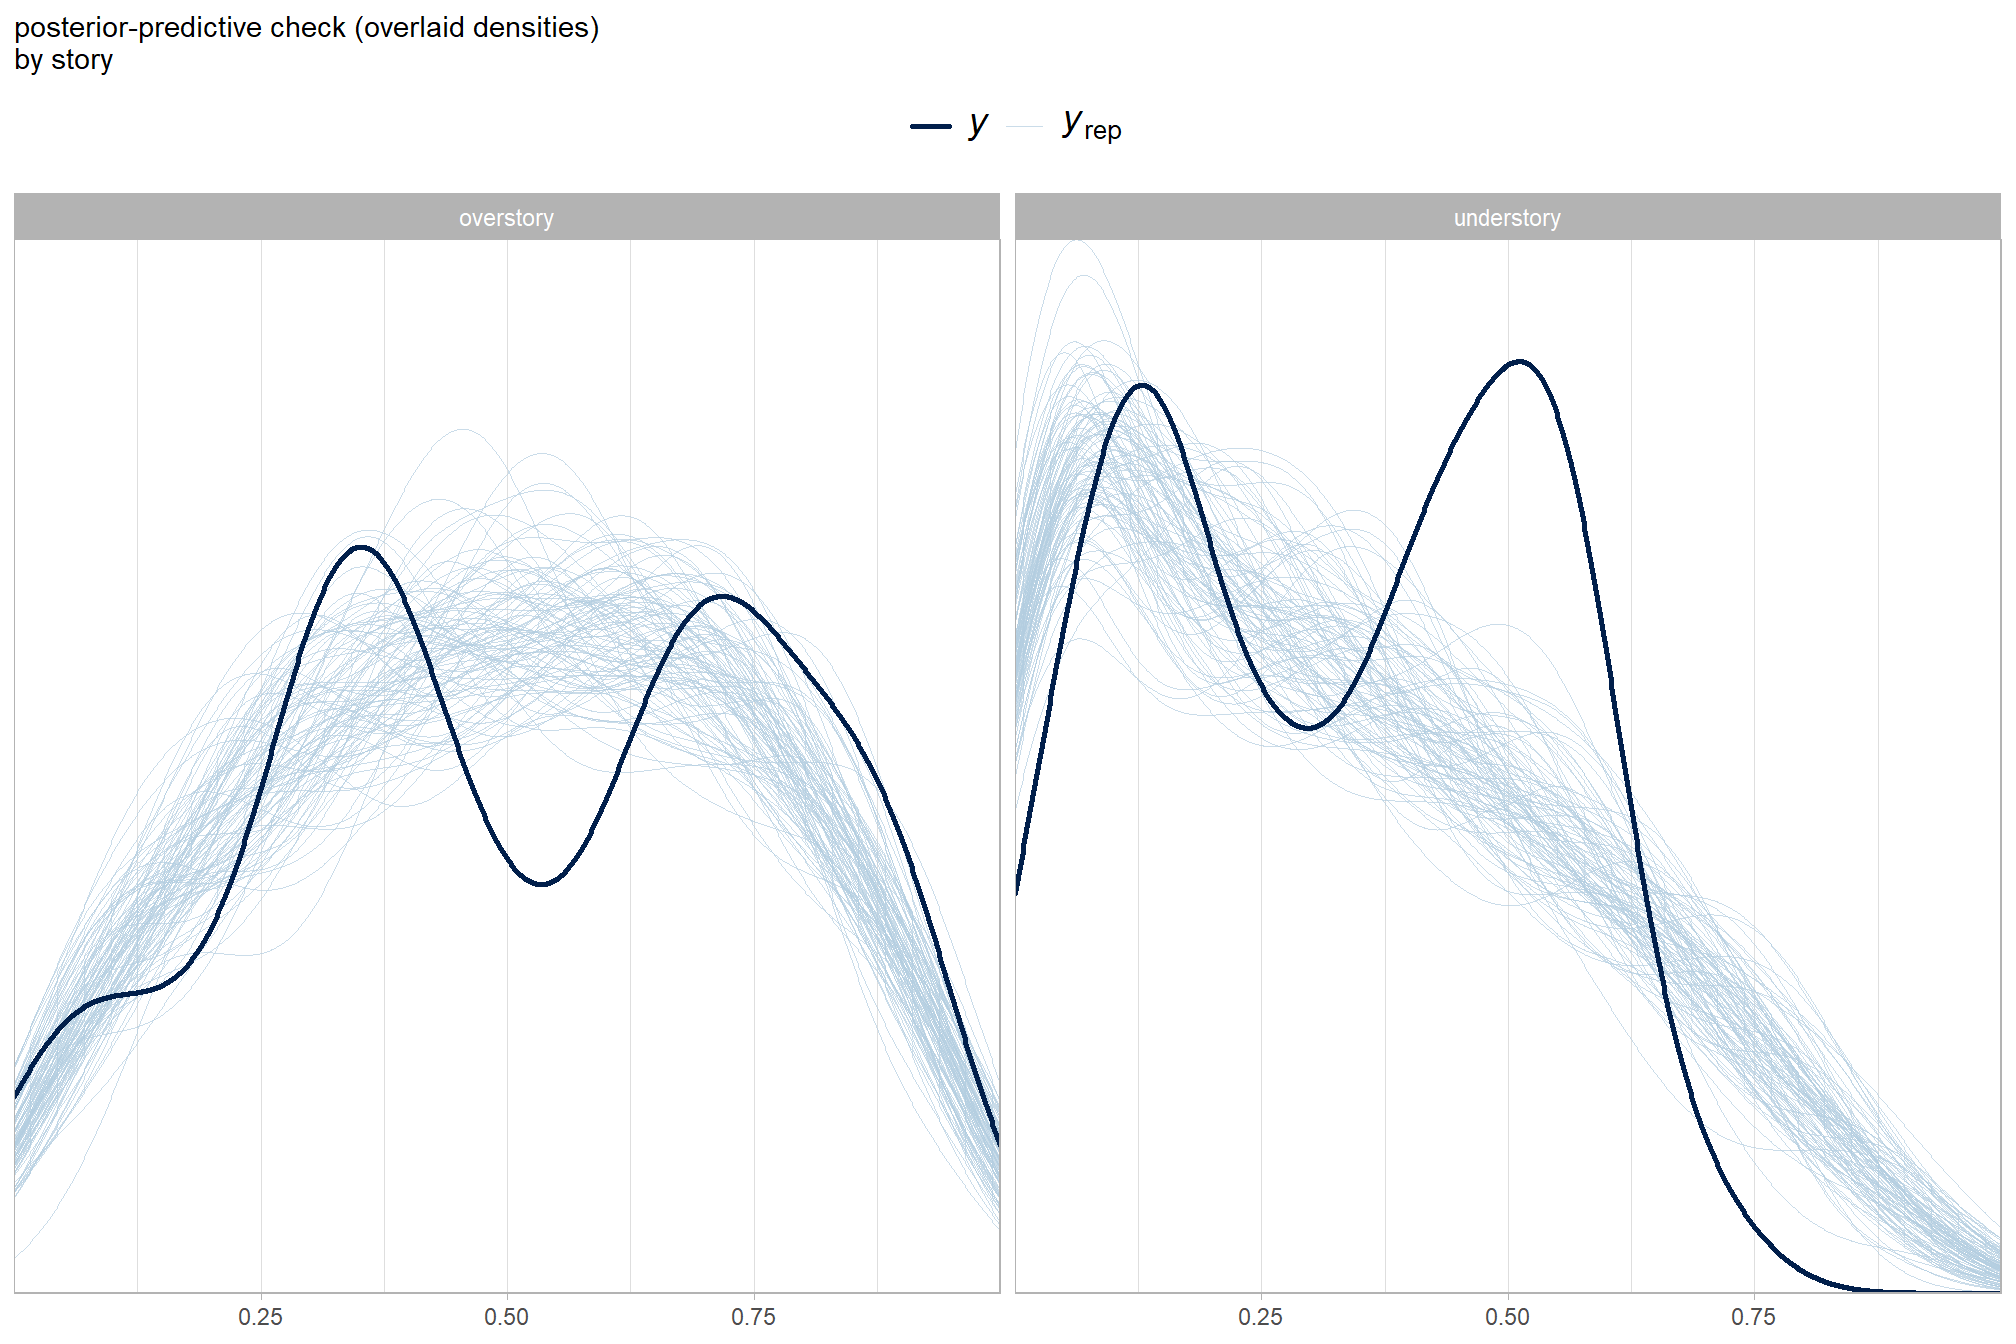 posterior-predictive check (overlaid densities)
by story
y y rep
overstory understory
0.25 0.50 0.75 0.25 0.50 0.75